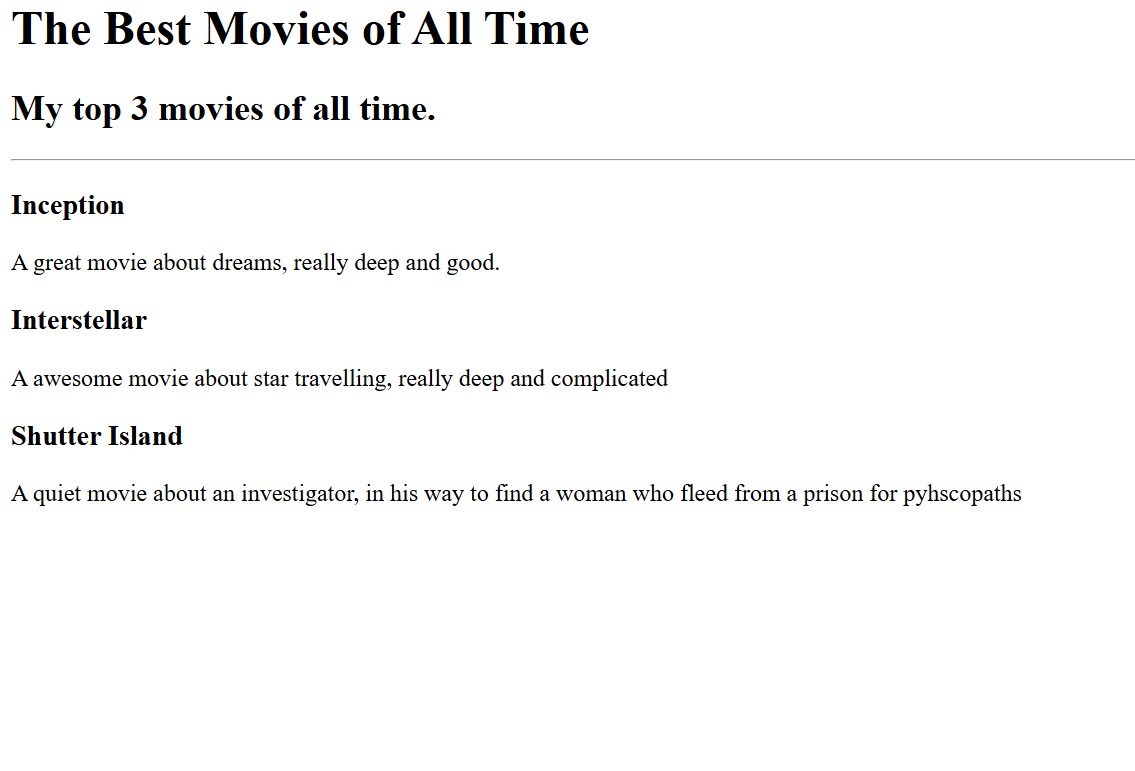 The Best Movies of All Time
My top 3 movies of all time.
Inception
A great movie about dreams, really deep and good.
Interstellar
A awesome movie about star travelling, really deep and complicated
Shutter Island
A quiet movie about an investigator, in his way to find a woman who fleed from a prison for pyhscopaths